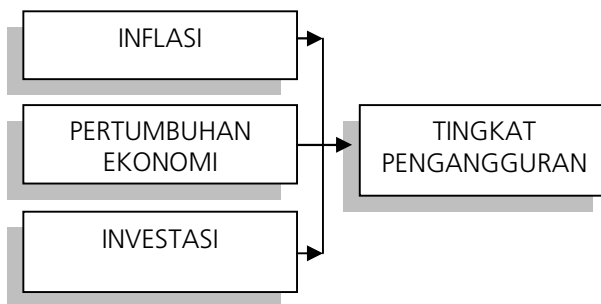 INFLASI
PERTUMBUHAN
EKONOMI
INVESTASI
TINGKAT
PENGANGGURAN